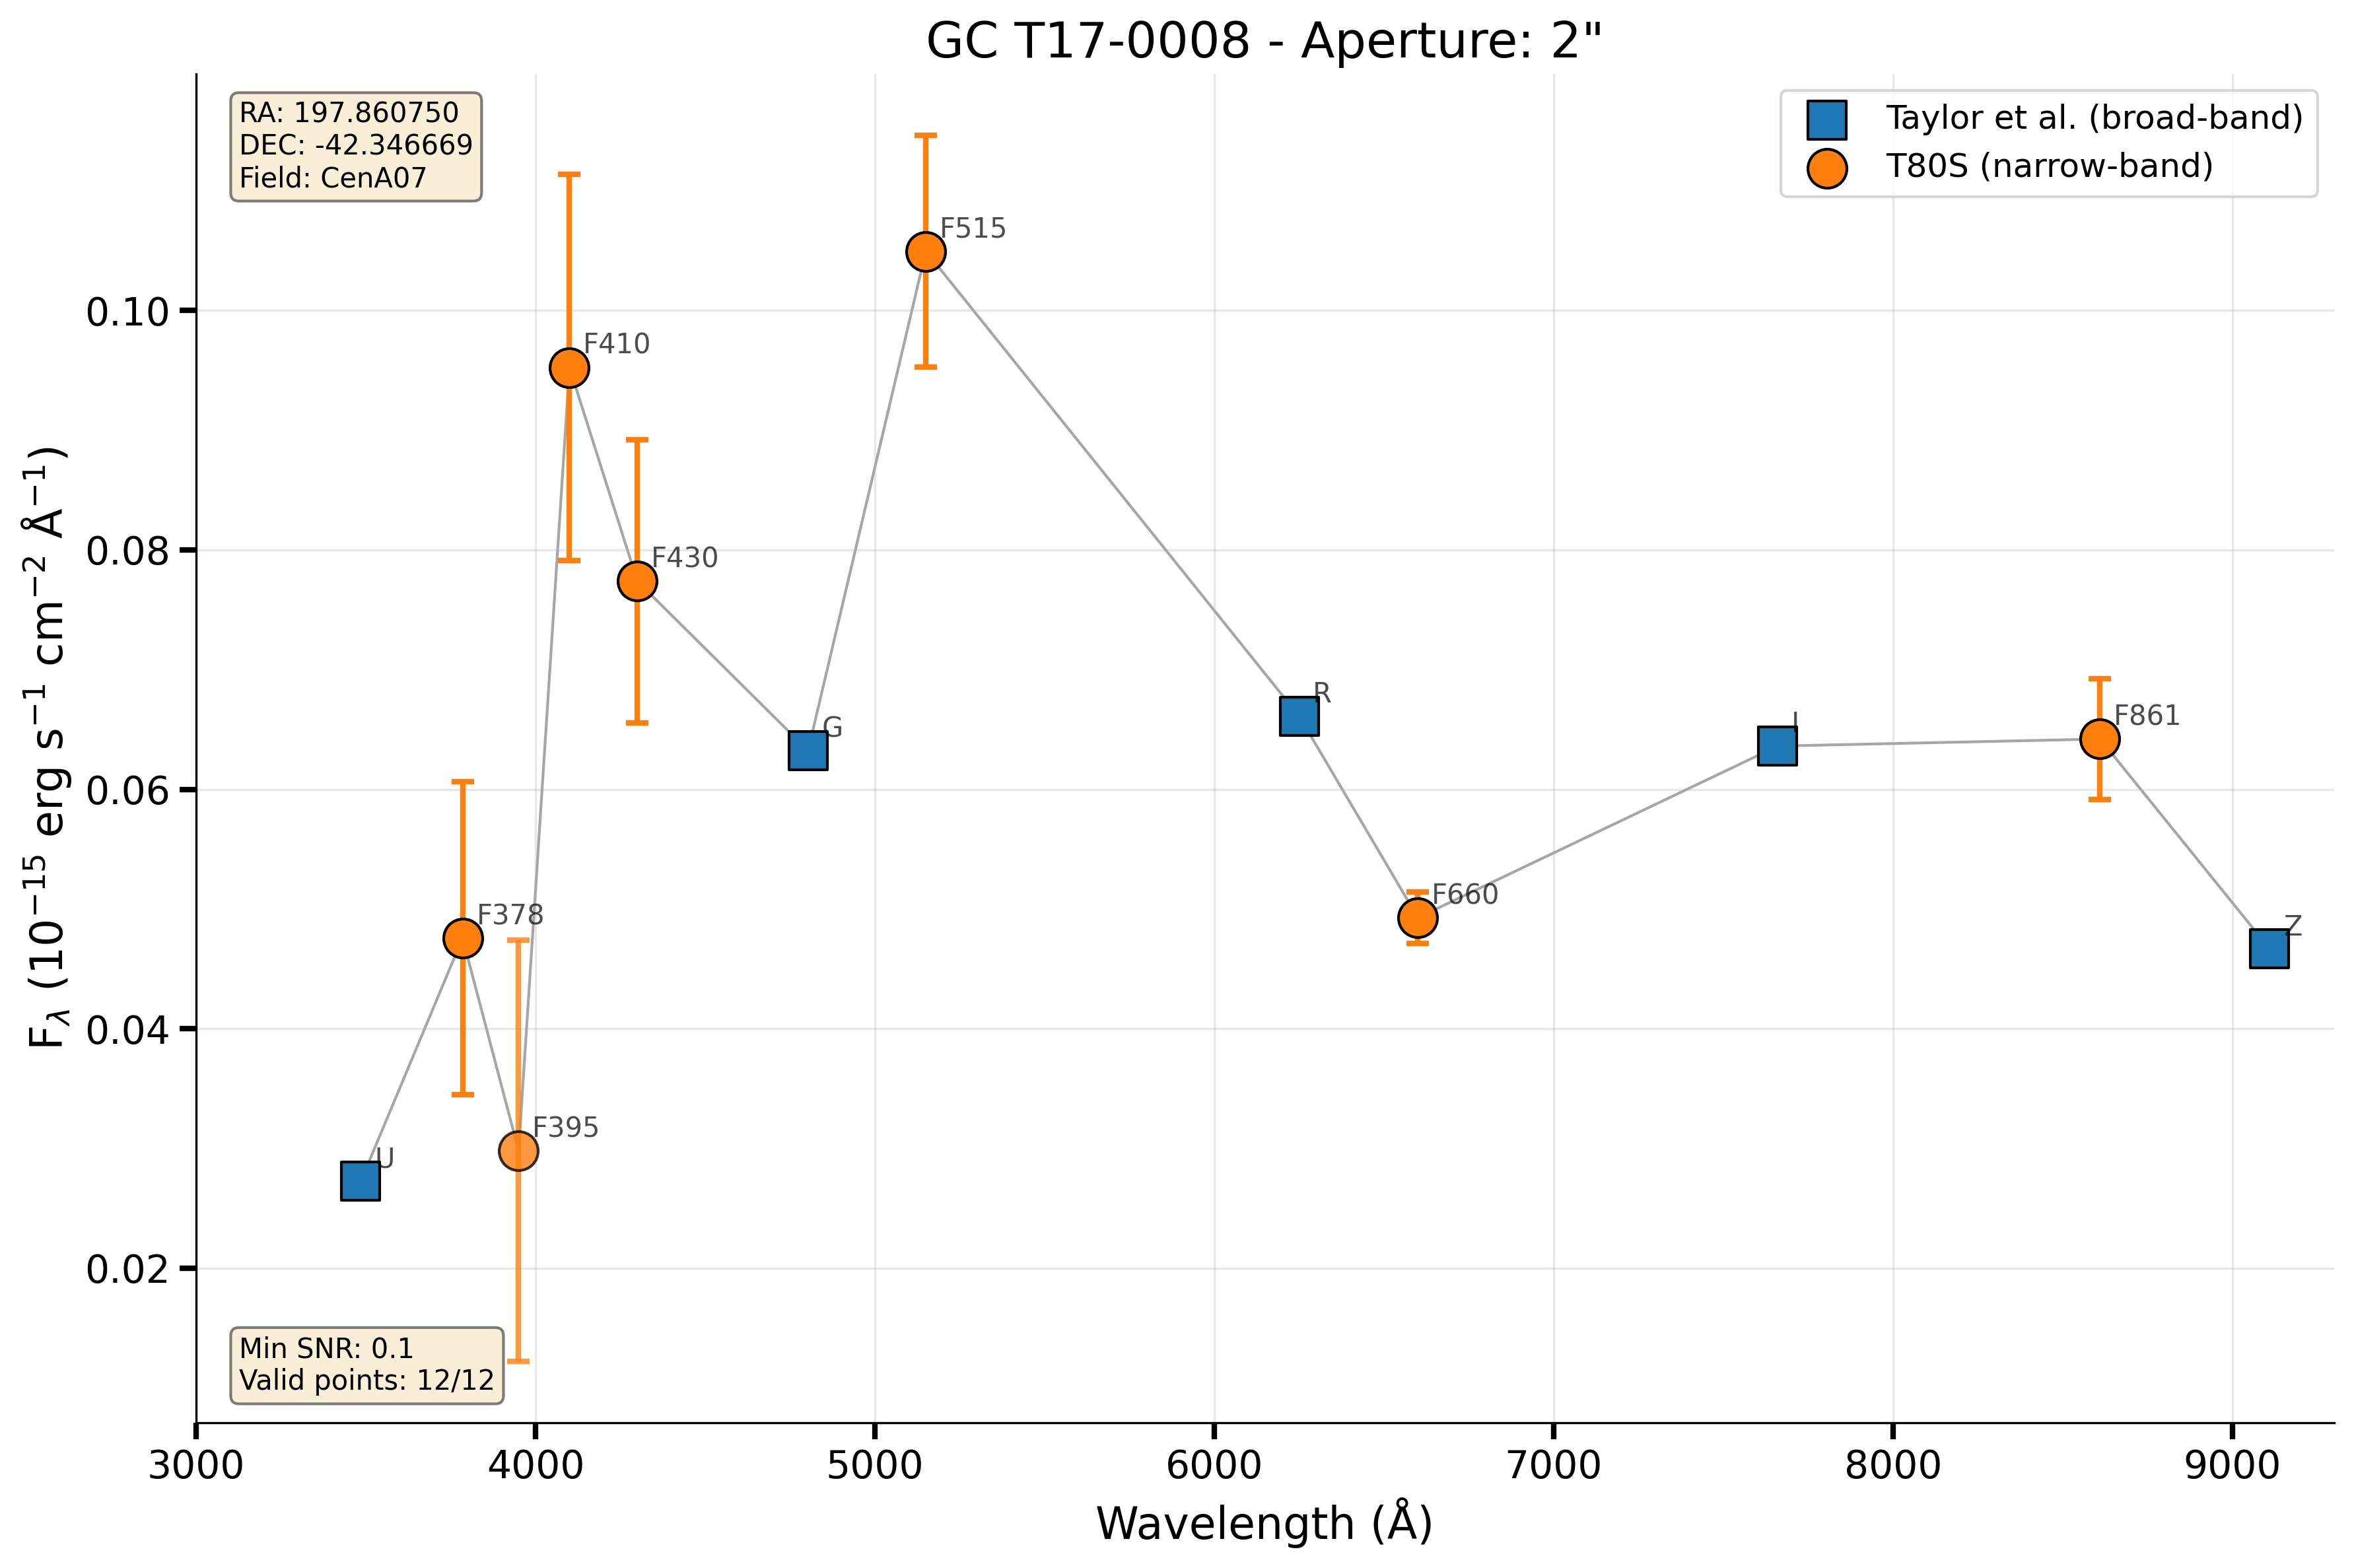 GC T17-0008 - Aperture: 2"
RA: 197.860750
DEC: -42.346669
Field: CenA07
Taylor et al. (broad-band)
T80S (narrow-band)
F515
F410
F430
G
R
I
F861
F660
Z
F378
F395
U
0.10
0.08
0.06
0.04
0.02
F_λ (10⁻¹⁵ erg s⁻¹ cm⁻² Å⁻¹)
Min SNR: 0.1
Valid points: 12/12
3000 4000 5000 6000 7000 8000 9000
Wavelength (Å)